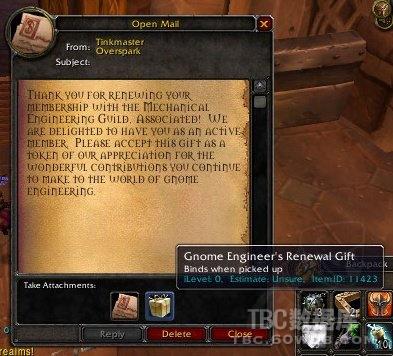 Open Mail
From: Tinkmaster
Overspark
Subject:
Thank you for renewing your
membership with the Mechanical
Engineering Guild, Associated! We
are delighted to have you as an active
member. Please accept this gift as a
token of our appreciation for the
wonderful contributions you continue
to make to the world of gnome
engineering.
Gnome Engineer's Renewal Gift
Binds when picked up
iLevel: 0, Estimate: Unsure, ItemID: 11423
Backpack
Take Attachments:
Reply
Delete
Close
TBC数据库
TBC.GOWOB.COM
realms!